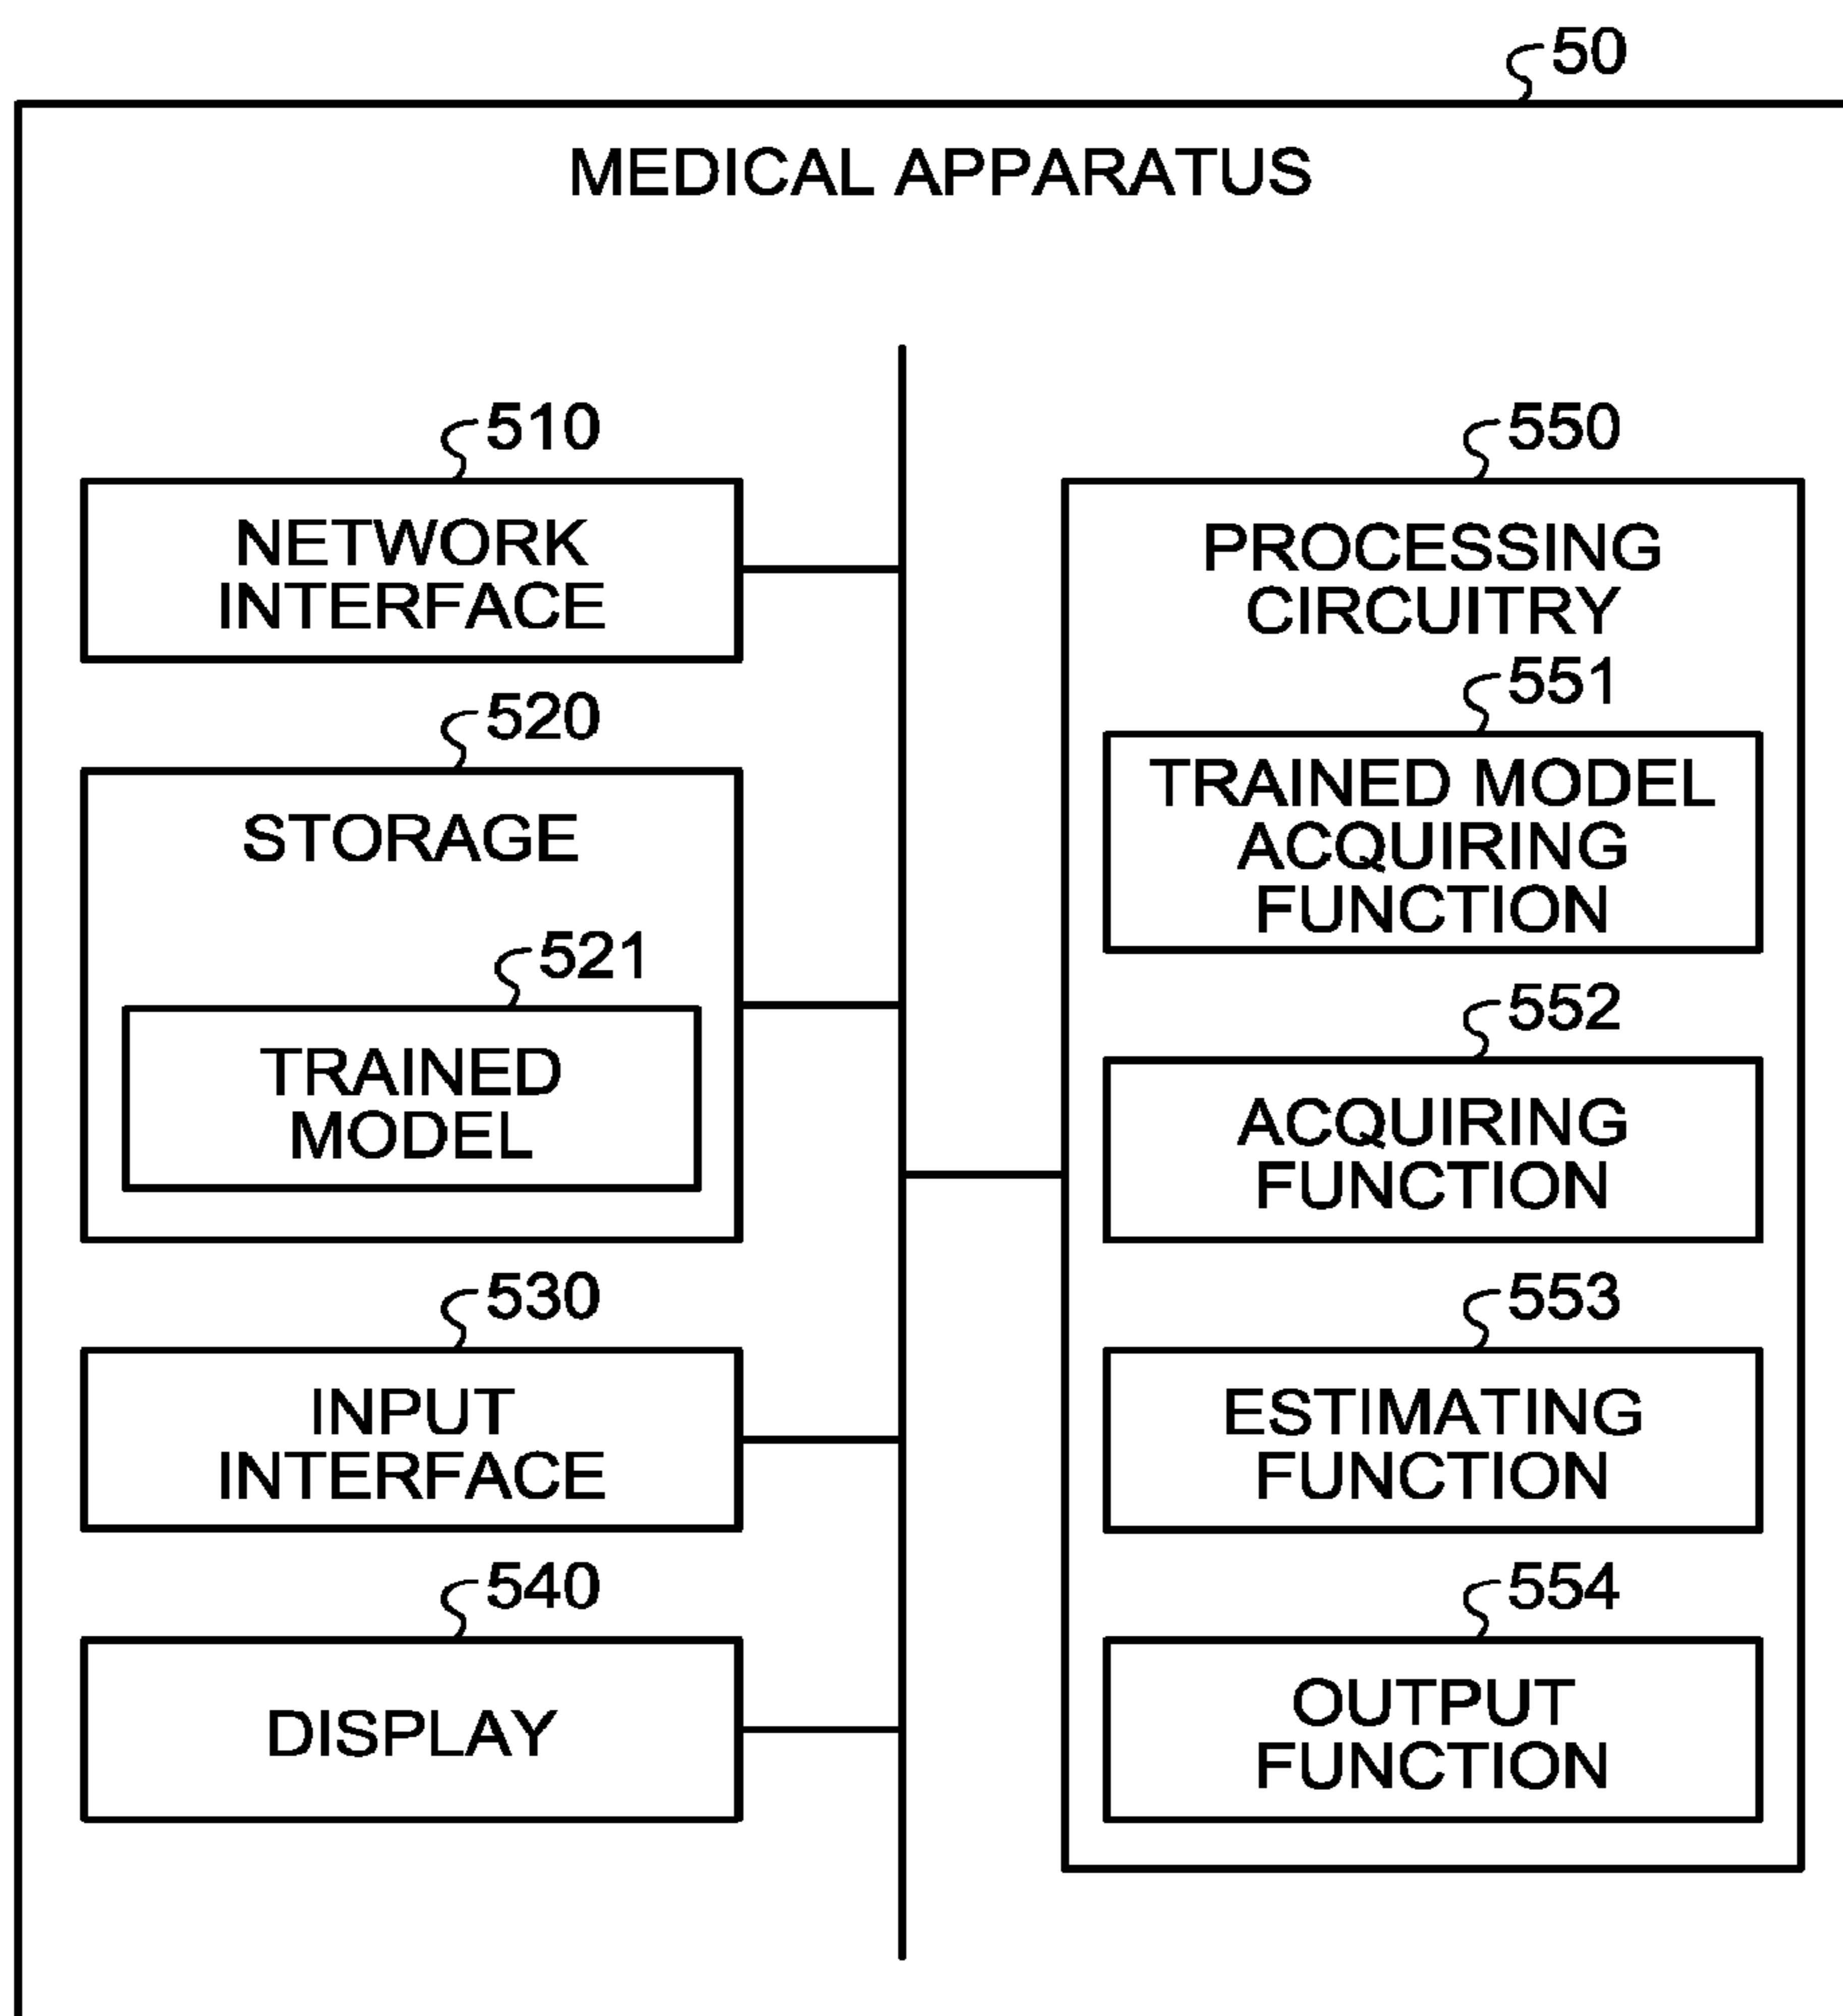 50
MEDICAL APPARATUS
510
NETWORK
INTERFACE
520
STORAGE
521
TRAINED
MODEL
530
INPUT
INTERFACE
540
DISPLAY
550
PROCESSING
CIRCUITRY
551
TRAINED MODEL
ACQUIRING
FUNCTION
552
ACQUIRING
FUNCTION
553
ESTIMATING
FUNCTION
554
OUTPUT
FUNCTION